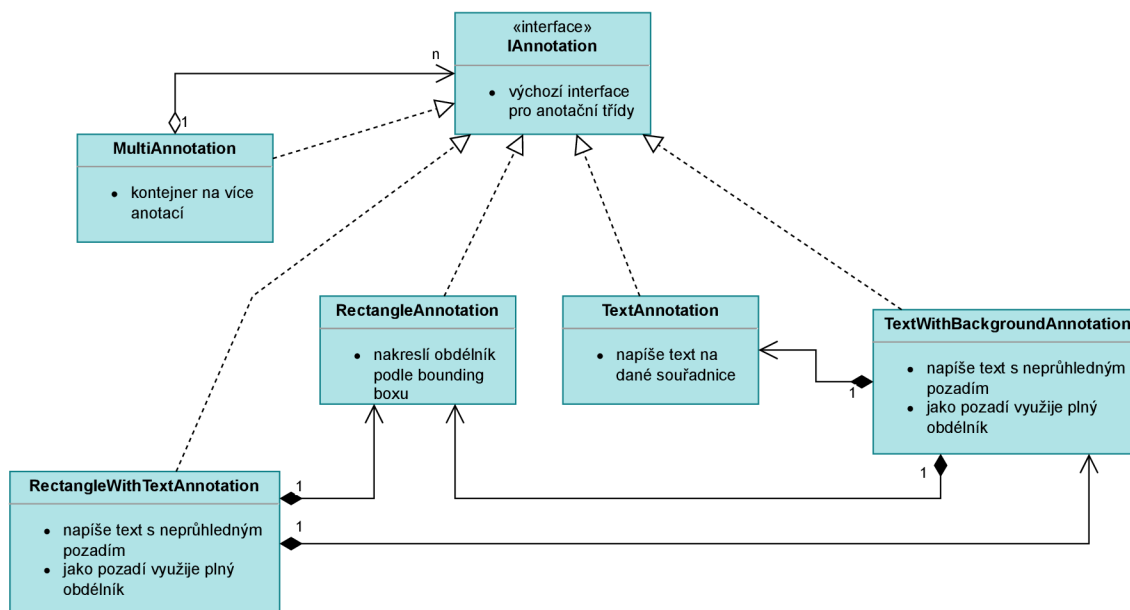 «interface»
IAnnotation
• výchozí interface
pro anotační třídy
n
1
MultiAnnotation
• kontejner na více
anotací
RectangleAnnotation
• nakreslí obdélník
podle bounding
boxu
TextAnnotation
• napíše text na
dané souřadnice
TextWithBackgroundAnnotation
• napíše text s neprůhledným
pozadím
• jako pozadí využije plný
obdélník
1
1
RectangleWithTextAnnotation
• napíše text s neprůhledným
pozadím
• jako pozadí využije plný
obdélník
1
1